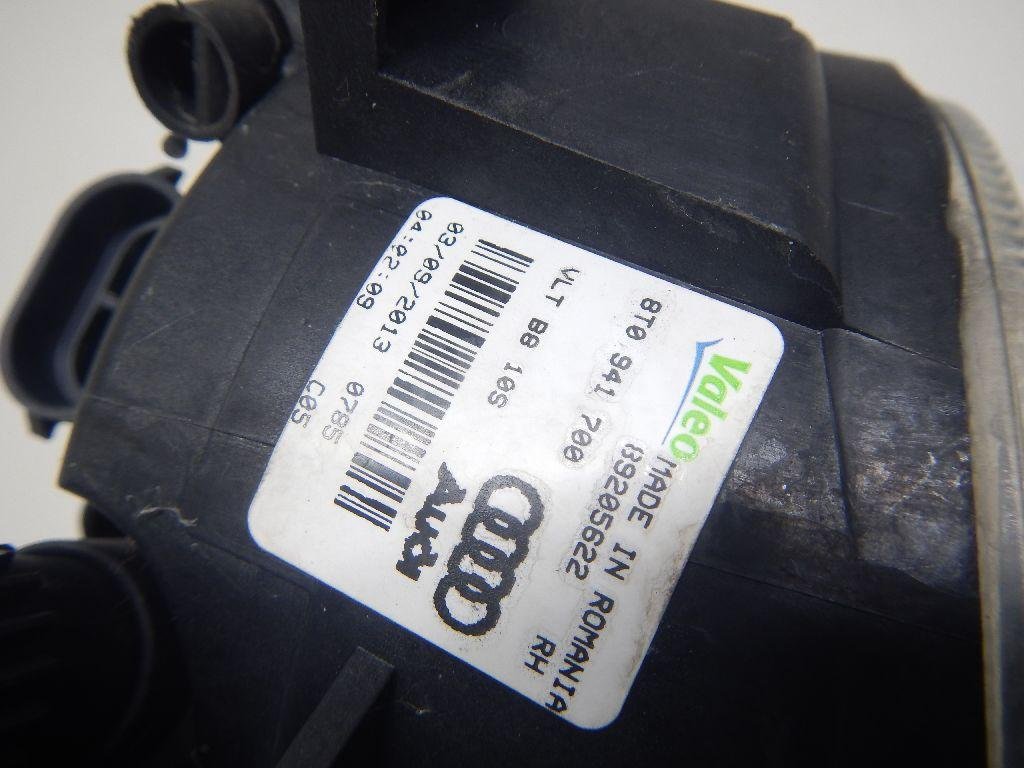 Valeo
MADE IN ROMANIA
89205622
8T0 941 700
RH
VLT B8 10S
Audi
03/09/2013
0785
04:02:09
C05